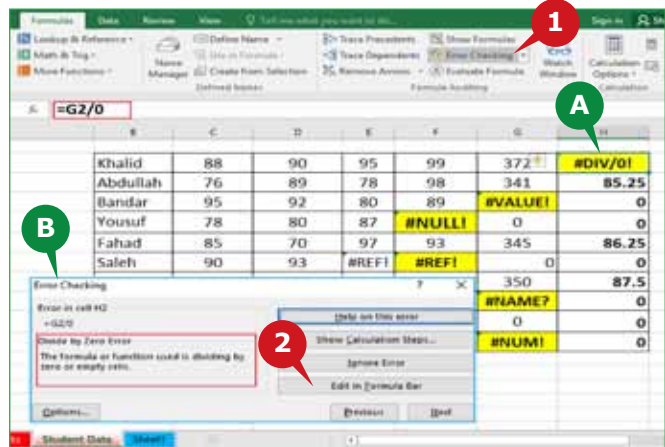 Formulas Data Review View Tell me what you want to do... Sign in
1
Lookup & Reference Define Name Trace Precedents Show Formulas
Math & Trig Use in Formula Trace Dependents Error Checking
More Functions Name Manager Create from Selection Remove Arrows Evaluate Formula Watch Window Calculation Options
Defined Names Formula Auditing Calculation
A
fx =G2/0
B C D E F G H
Khalid 88 90 95 99 372 #DIV/0!
Abdullah 76 89 78 98 341 85.25
Bandar 95 92 80 89 #VALUE! 0
Yousuf 78 80 87 #NULL! 0 0
B
Fahad 85 70 97 93 345 86.25
Saleh 90 93 #REF! #REF! 0 0
350 87.5
#NAME? 0
0 0
#NUM! 0
Error Checking ? ×
Error in cell H2
=G2/0
Divide by Zero Error
The formula or function used is dividing by
zero or empty cells.
Help on this error
Show Calculation Steps...
Ignore Error
2
Edit in Formula Bar
Options... Previous Next
Student Data Sheet1